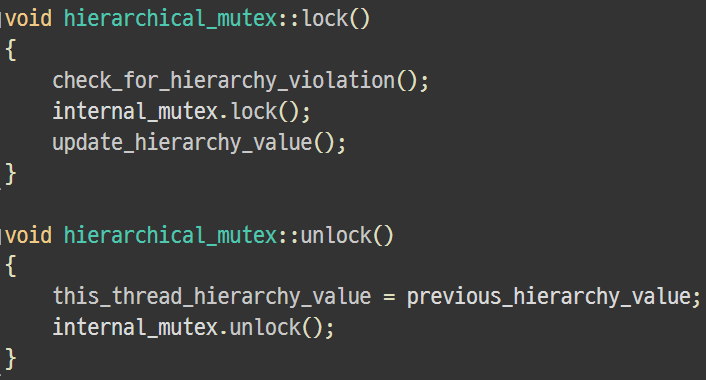 void hierarchical_mutex::lock()
{
    check_for_hierarchy_violation();
    internal_mutex.lock();
    update_hierarchy_value();
}

void hierarchical_mutex::unlock()
{
    this_thread_hierarchy_value = previous_hierarchy_value;
    internal_mutex.unlock();
}